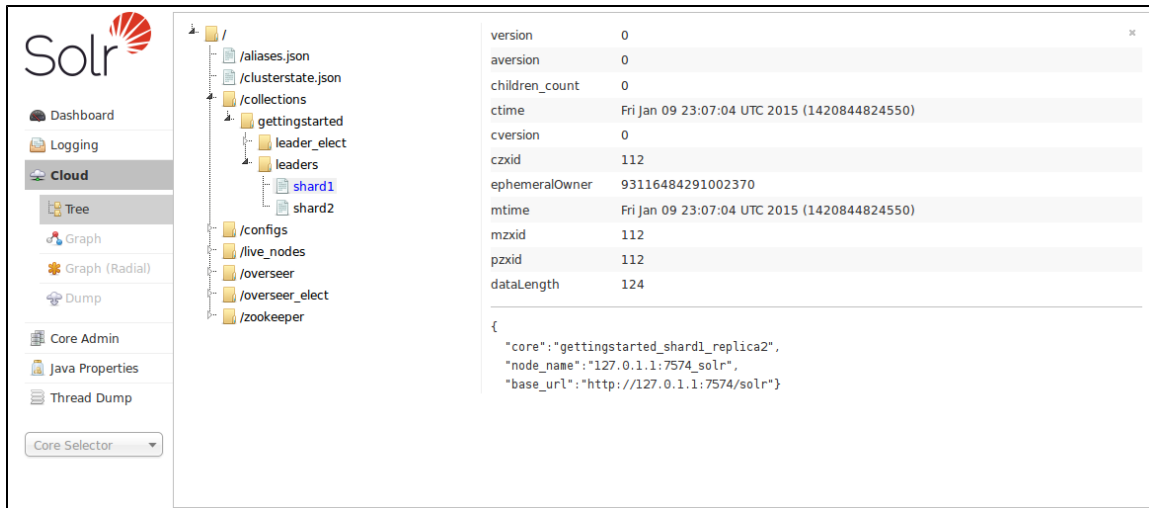 Solr
Dashboard
Logging
Cloud
Tree
Graph
Graph (Radial)
Dump
Core Admin
Java Properties
Thread Dump
Core Selector
/
/aliases.json
/clusterstate.json
/collections
gettingstarted
leader_elect
leaders
shard1
shard2
/configs
/live_nodes
/overseer
/overseer_elect
/zookeeper
version 0
aversion 0
children_count 0
ctime Fri Jan 09 23:07:04 UTC 2015 (1420844824550)
cversion 0
czxid 112
ephemeralOwner 93116484291002370
mtime Fri Jan 09 23:07:04 UTC 2015 (1420844824550)
mzxid 112
pzxid 112
dataLength 124
{
"core":"gettingstarted_shard1_replica2",
"node_name":"127.0.1.1:7574_solr",
"base_url":"http://127.0.1.1:7574/solr"}